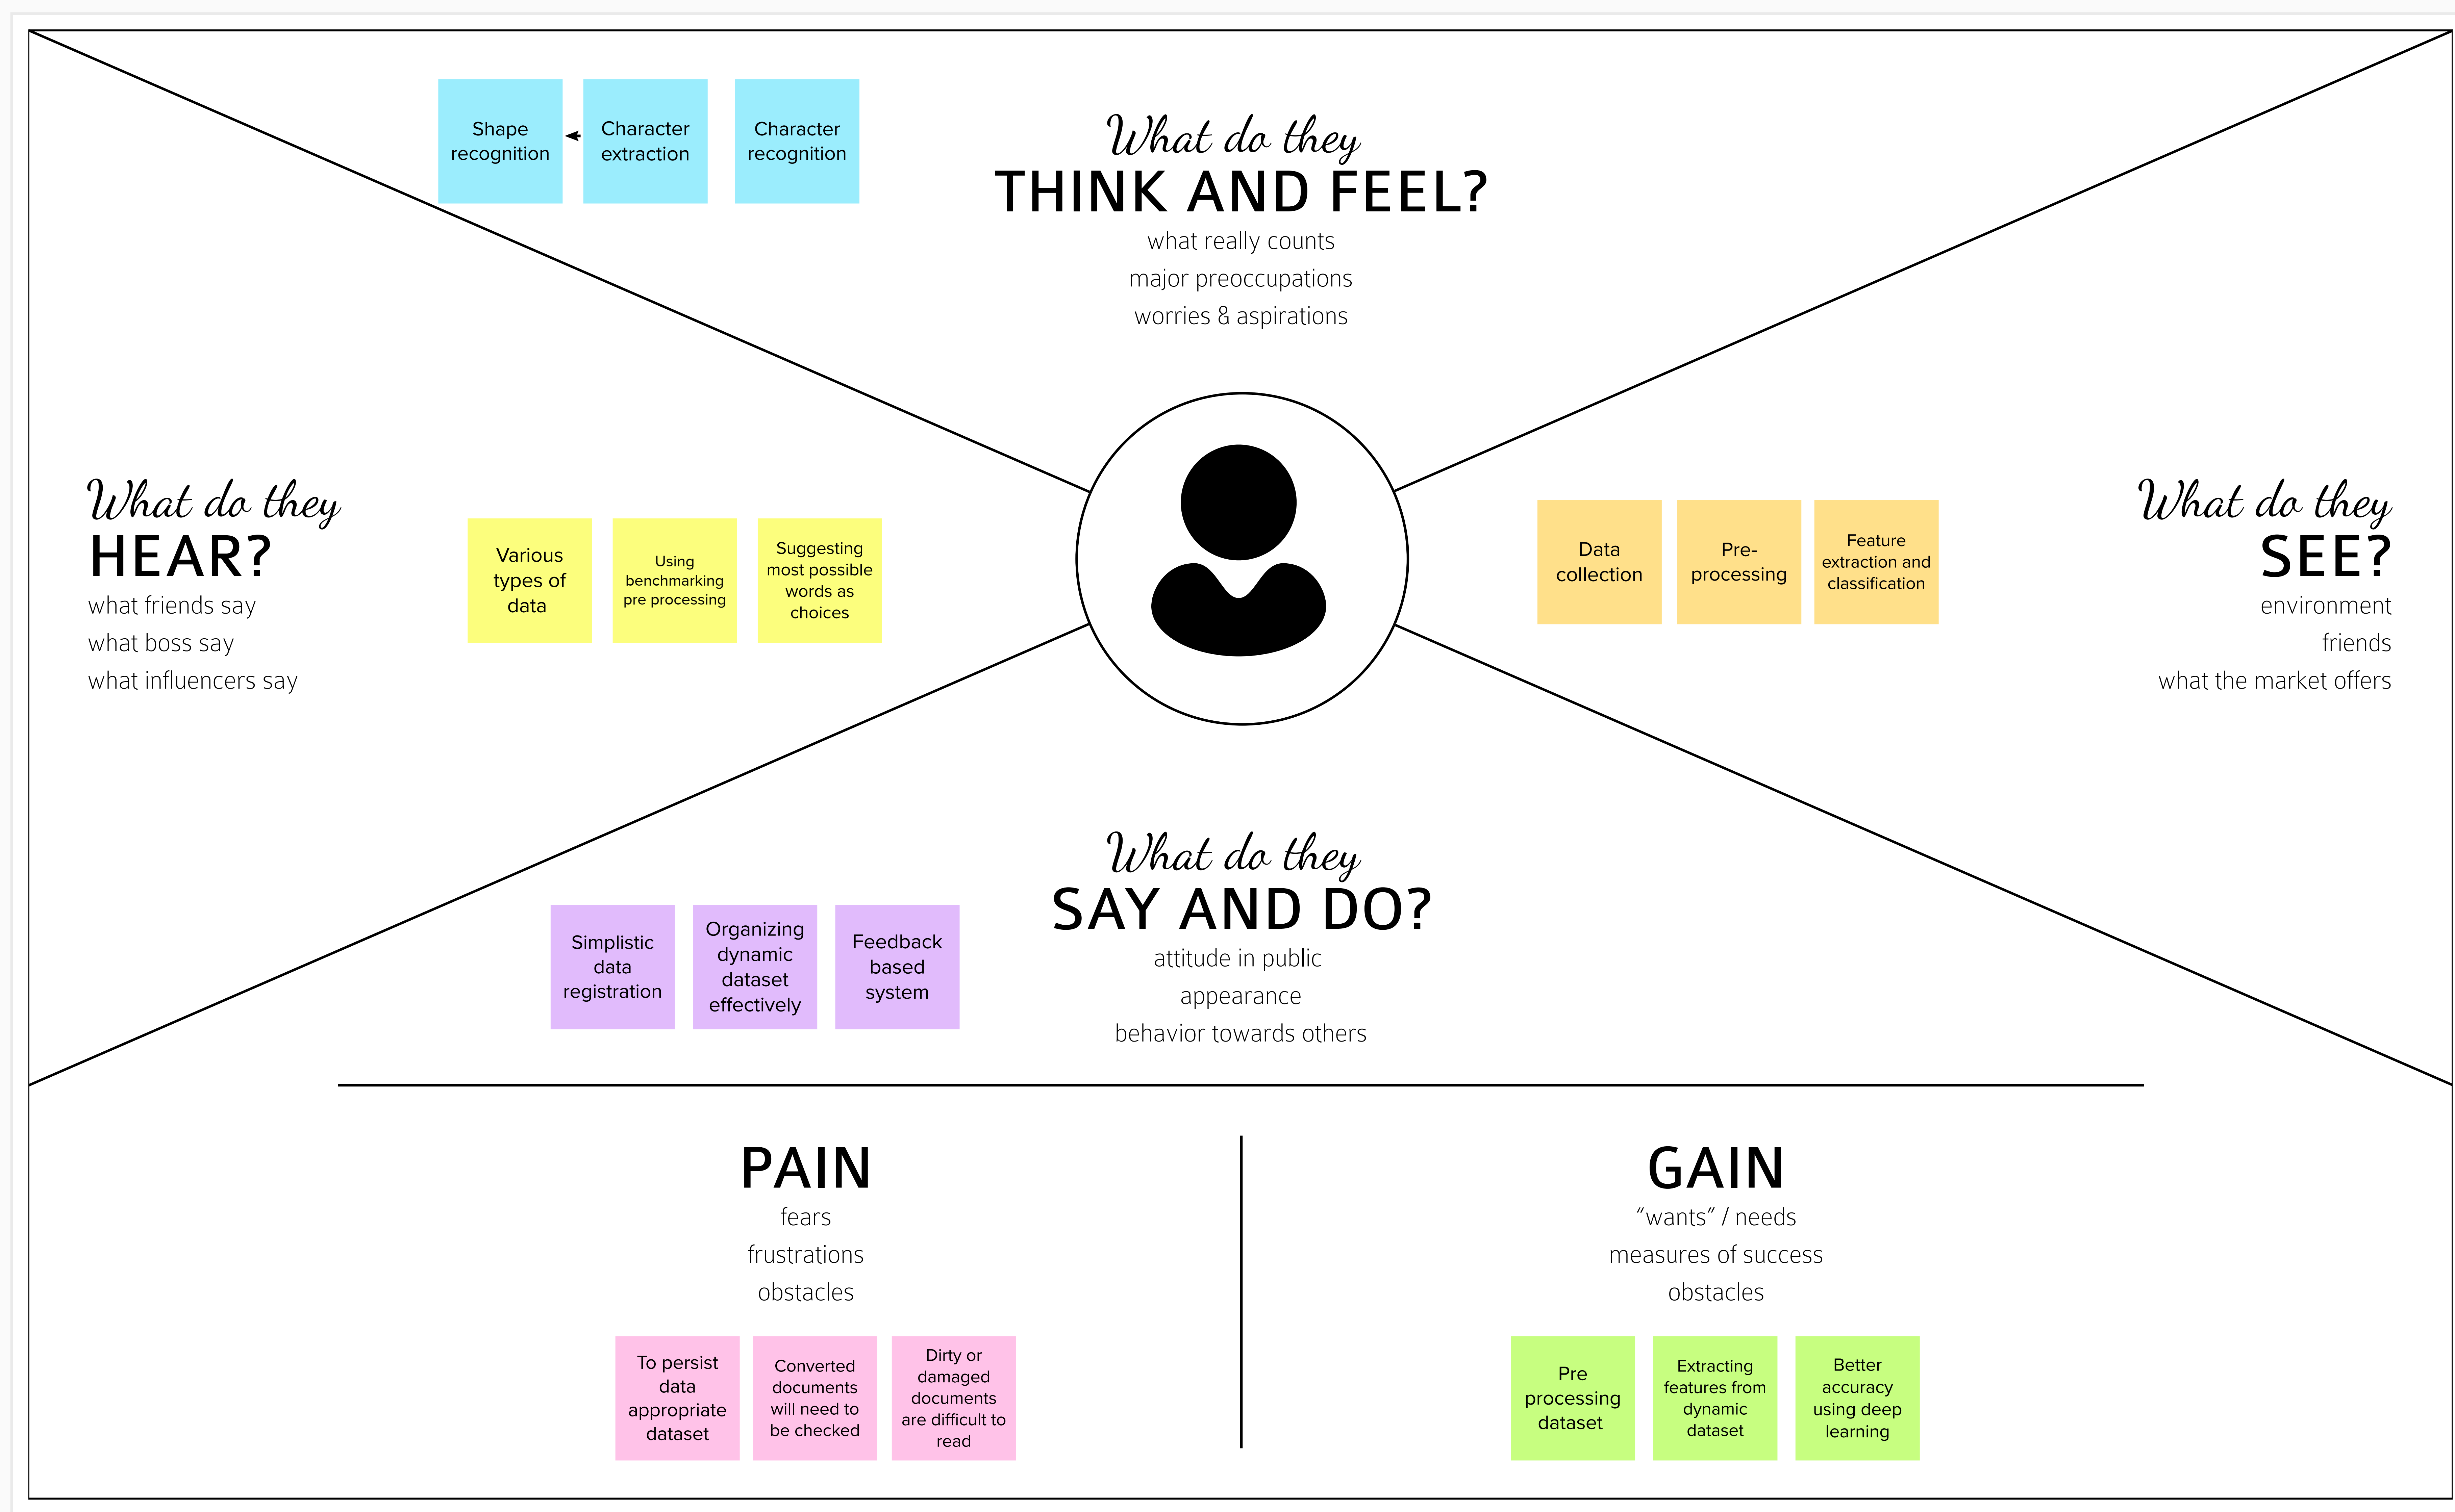 Shape
recognition
Character
extraction
Character
recognition
What do they
THINK AND FEEL?
what really counts
major preoccupations
worries & aspirations
What do they
HEAR?
what friends say
what boss say
what influencers say
Various
types of
data
Using
benchmarking
pre processing
Suggesting
most possible
words as
choices
Data
collection
Pre-
processing
Feature
extraction and
classification
What do they
SEE?
environment
friends
what the market offers
What do they
SAY AND DO?
attitude in public
appearance
behavior towards others
Simplistic
data
registration
Organizing
dynamic
dataset
effectively
Feedback
based
system
PAIN
fears
frustrations
obstacles
To persist
data
appropriate
dataset
Converted
documents
will need to
be checked
Dirty or
damaged
documents
are difficult to
read
GAIN
“wants” / needs
measures of success
obstacles
Pre
processing
dataset
Extracting
features from
dynamic
dataset
Better
accuracy
using deep
learning